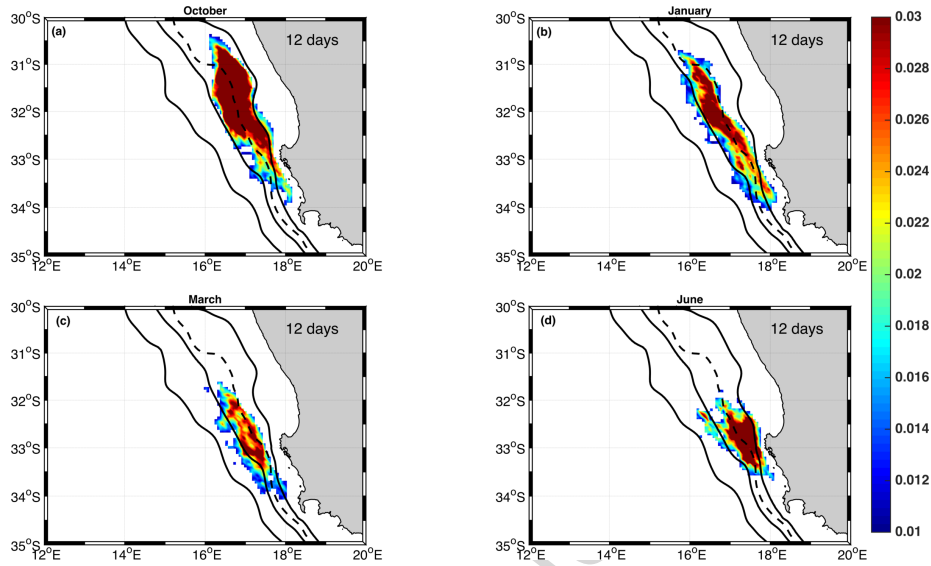 October
(a)
12 days
30°S
31°S
32°S
33°S
34°S
35°S
12°E
14°E
16°E
18°E
20°E
January
(b)
12 days
30°S
31°S
32°S
33°S
34°S
35°S
12°E
14°E
16°E
18°E
20°E
0.03
0.028
0.026
0.024
0.022
0.02
0.018
0.016
0.014
0.012
0.01
March
(c)
12 days
30°S
31°S
32°S
33°S
34°S
35°S
12°E
14°E
16°E
18°E
20°E
June
(d)
12 days
30°S
31°S
32°S
33°S
34°S
35°S
12°E
14°E
16°E
18°E
20°E